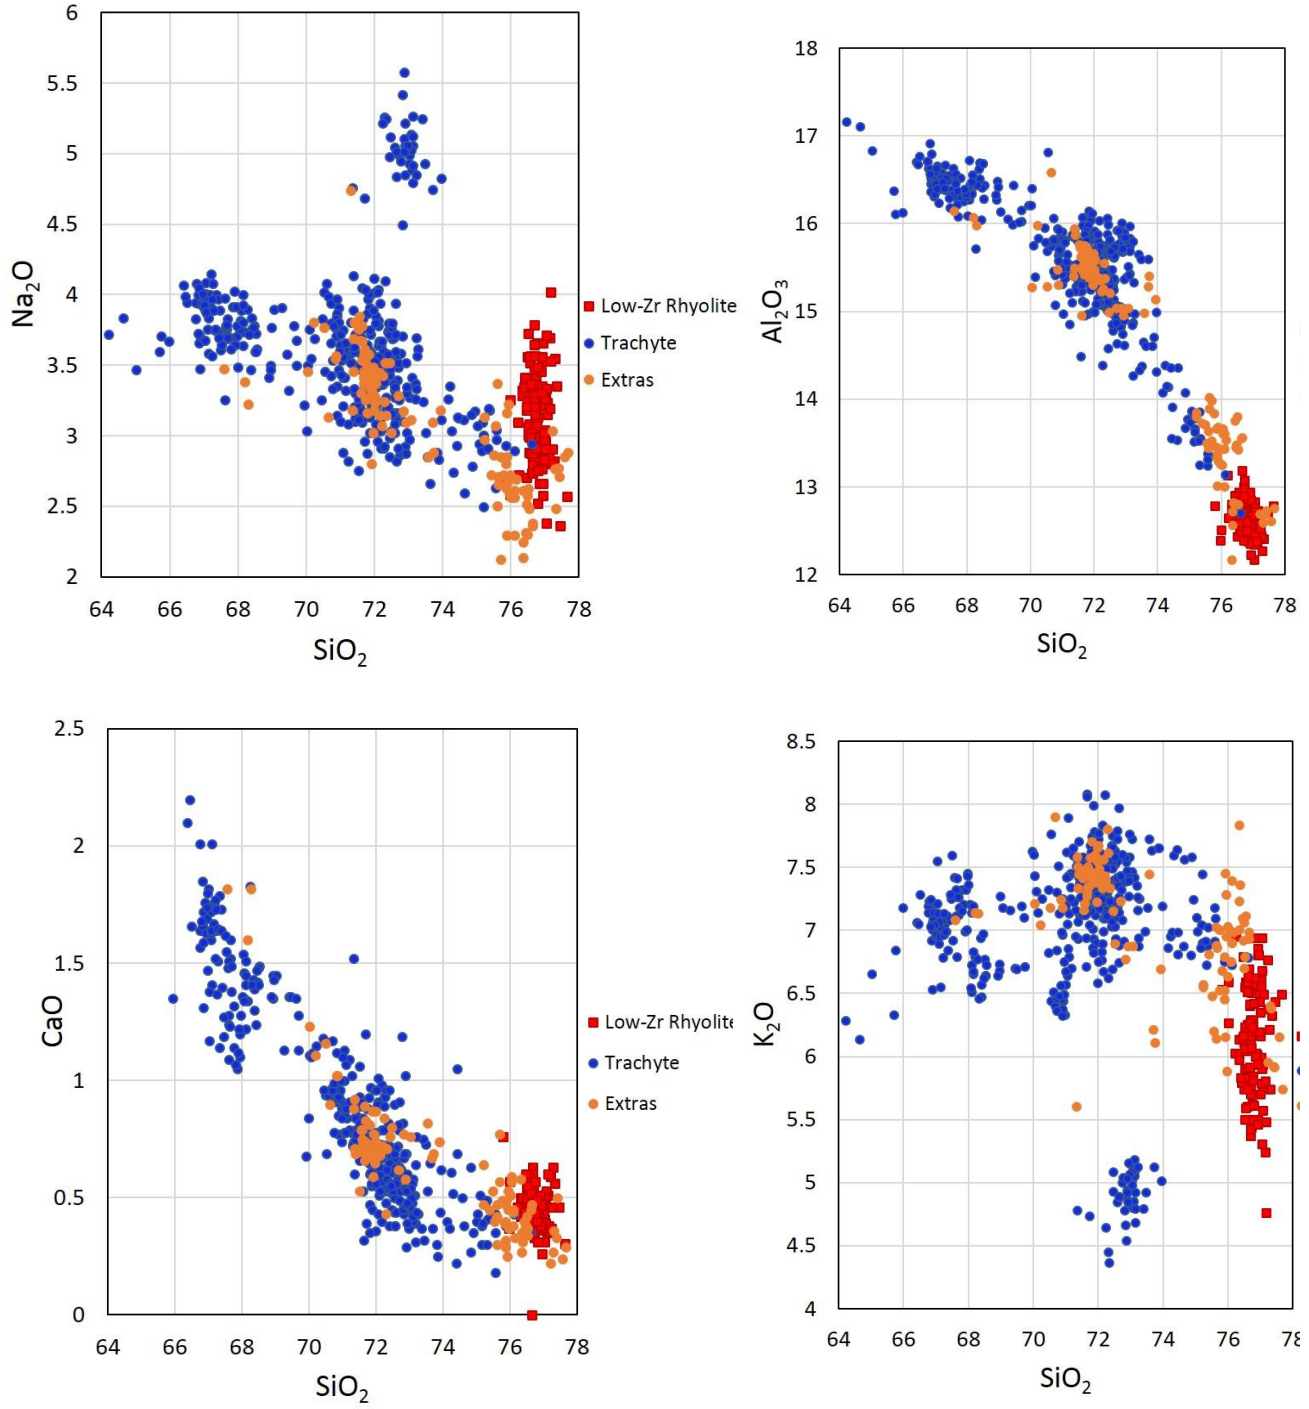 6
5.5
5
4.5
4
3.5
3
2.5
2
Na₂O
64 66 68 70 72 74 76 78
SiO₂
Low-Zr Rhyolite
Trachyte
Extras
18
17
16
15
14
13
12
Al₂O₃
64 66 68 70 72 74 76 78
SiO₂
2.5
2
1.5
1
0.5
0
CaO
64 66 68 70 72 74 76 78
SiO₂
Low-Zr Rhyolite
Trachyte
Extras
8.5
8
7.5
7
6.5
6
5.5
5
4.5
4
K₂O
64 66 68 70 72 74 76 78
SiO₂